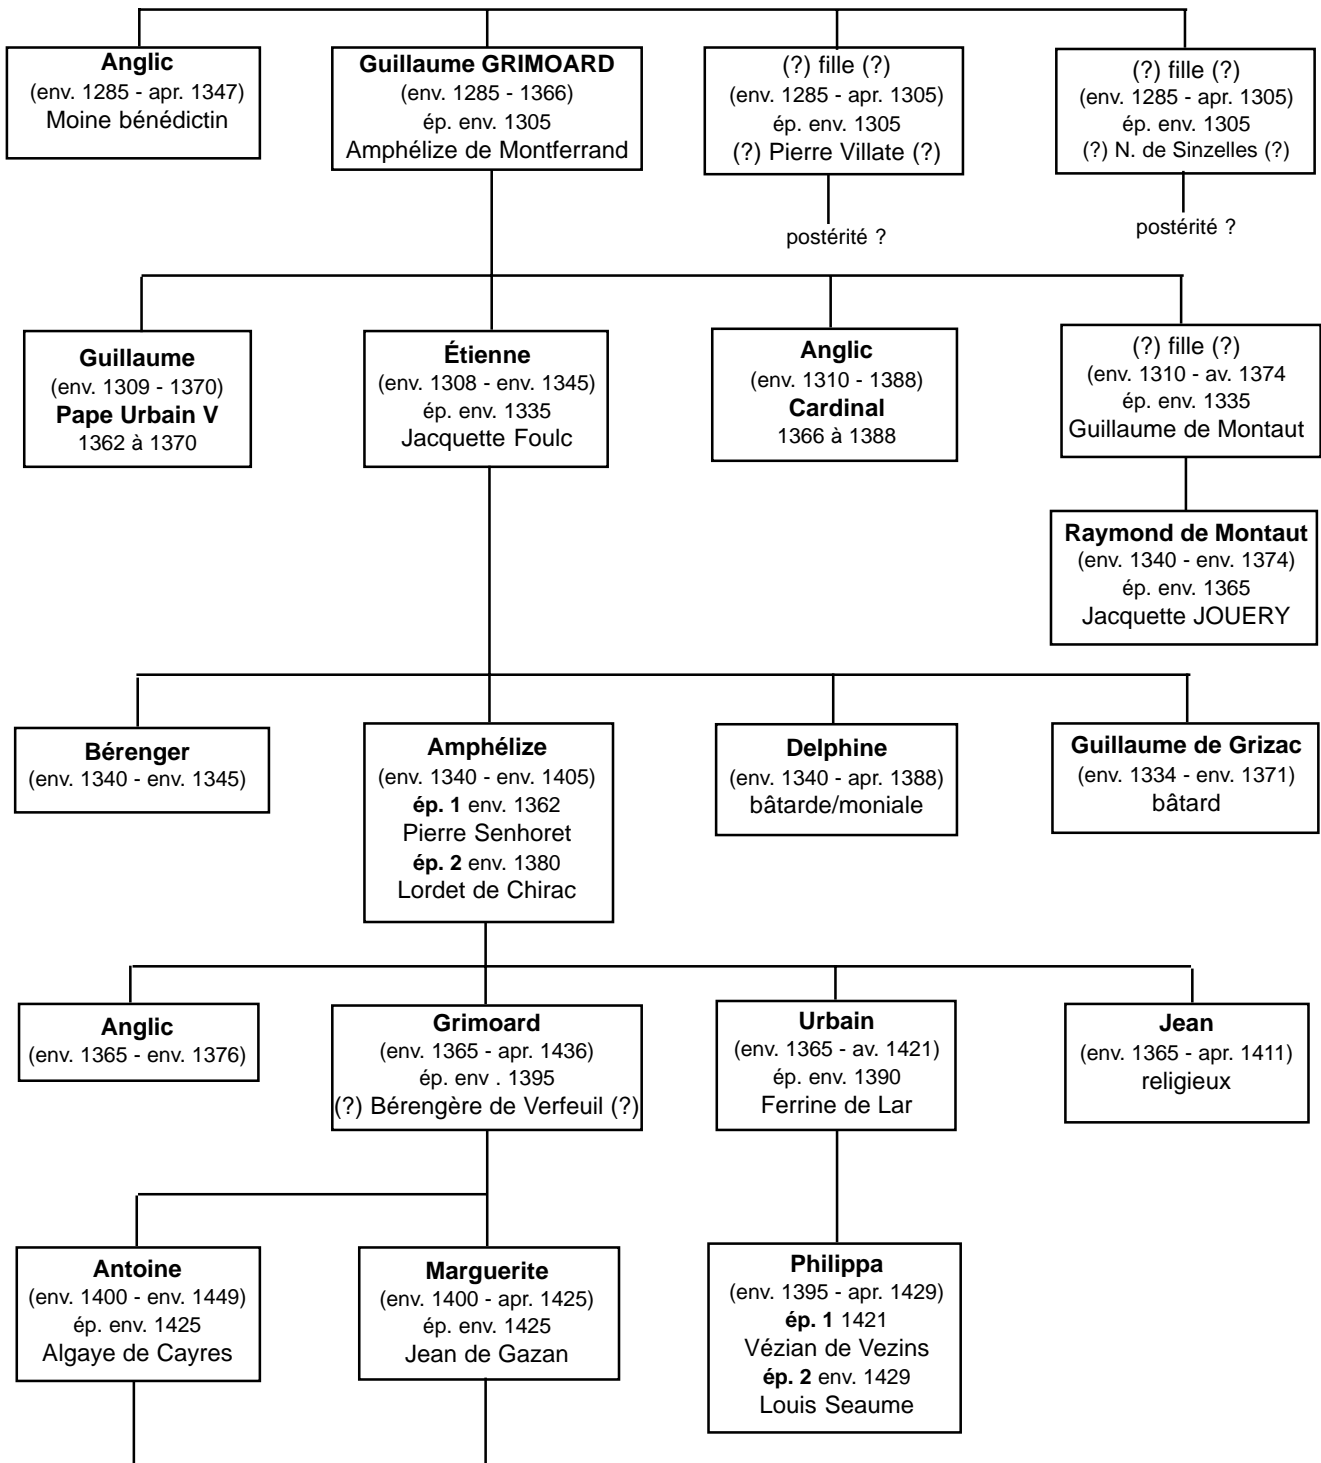 Anglic
(env. 1285 - apr. 1347)
Moine bénédictin
Guillaume GRIMOARD
(env. 1285 - 1366)
ép. env. 1305
Amphélize de Montferrand
(?) fille (?)
(env. 1285 - apr. 1305)
ép. env. 1305
(?) Pierre Villate (?)
postérité ?
(?) fille (?)
(env. 1285 - apr. 1305)
ép. env. 1305
(?) N. de Sinzelles (?)
postérité ?
Guillaume
(env. 1309 - 1370)
Pape Urbain V
1362 à 1370
Étienne
(env. 1308 - env. 1345)
ép. env. 1335
Jacquette Foulc
Anglic
(env. 1310 - 1388)
Cardinal
1366 à 1388
(?) fille (?)
(env. 1310 - av. 1374
ép. env. 1335
Guillaume de Montaut
Raymond de Montaut
(env. 1340 - env. 1374)
ép. env. 1365
Jacquette JOUERY
Bérenger
(env. 1340 - env. 1345)
Amphélize
(env. 1340 - env. 1405)
ép. 1 env. 1362
Pierre Senhoret
ép. 2 env. 1380
Lordet de Chirac
Delphine
(env. 1340 - apr. 1388)
bâtarde/moniale
Guillaume de Grizac
(env. 1334 - env. 1371)
bâtard
Anglic
(env. 1365 - env. 1376)
Grimoard
(env. 1365 - apr. 1436)
ép. env . 1395
(?) Bérengère de Verfeuil (?)
Urbain
(env. 1365 - av. 1421)
ép. env. 1390
Ferrine de Lar
Jean
(env. 1365 - apr. 1411)
religieux
Antoine
(env. 1400 - env. 1449)
ép. env. 1425
Algaye de Cayres
Marguerite
(env. 1400 - apr. 1425)
ép. env. 1425
Jean de Gazan
Philippa
(env. 1395 - apr. 1429)
ép. 1 1421
Vézian de Vezins
ép. 2 env. 1429
Louis Seaume